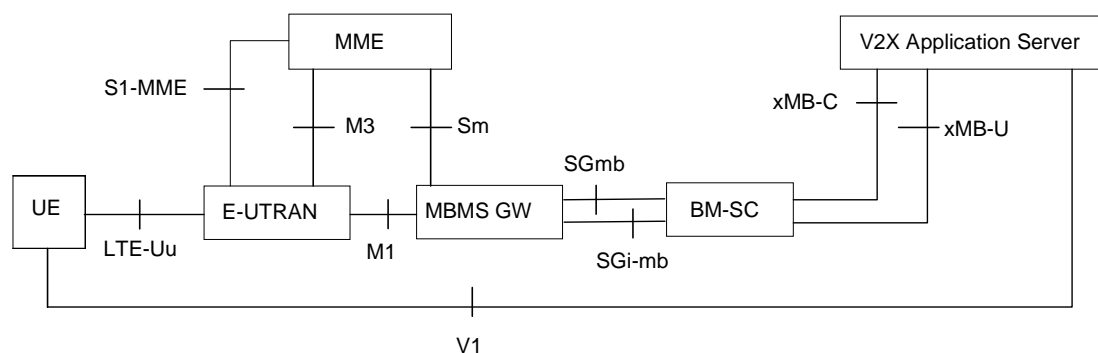 MME
V2X Application Server
S1-MME
xMB-C
M3
Sm
xMB-U
SGmb
UE
E-UTRAN
MBMS GW
BM-SC
LTE-Uu
M1
SGi-mb
V1